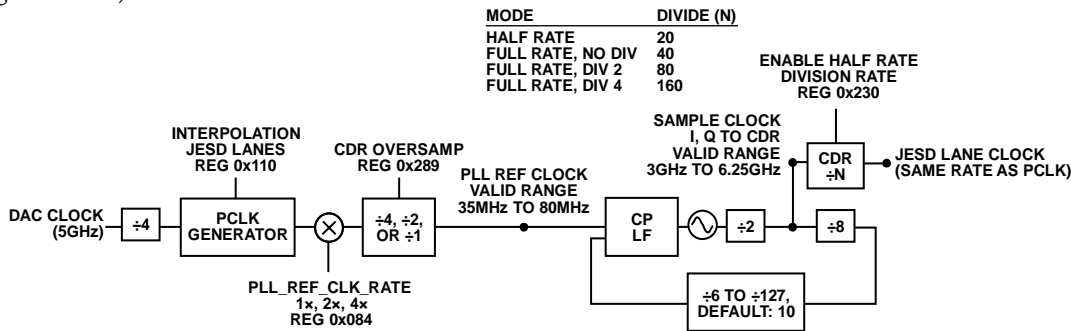 MODE DIVIDE (N)
HALF RATE 20
FULL RATE, NO DIV 40
FULL RATE, DIV 2 80
FULL RATE, DIV 4 160
ENABLE HALF RATE
DIVISION RATE
REG 0x230
INTERPOLATION
JESD LANES
REG 0x110
CDR OVERSAMP
REG 0x289
PLL REF CLOCK
VALID RANGE
35MHz TO 80MHz
SAMPLE CLOCK
I, Q TO CDR
VALID RANGE
3GHz TO 6.25GHz
CDR
÷N
JESD LANE CLOCK
(SAME RATE AS PCLK)
DAC CLOCK
(5GHz)
÷4
PCLK
GENERATOR
÷4, ÷2,
OR ÷1
CP
LF
÷2
÷8
PLL_REF_CLK_RATE
1×, 2×, 4×
REG 0x084
÷6 TO ÷127,
DEFAULT: 10